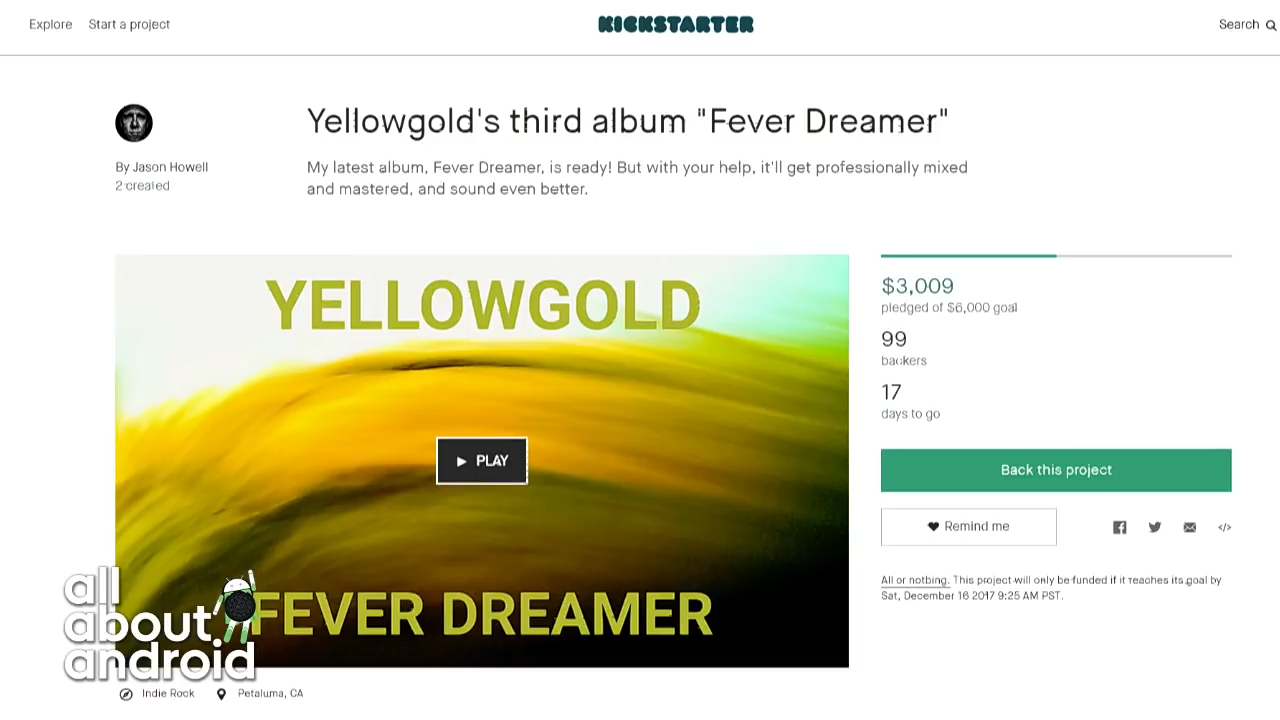 Explore Start a project KICKSTARTER Search
Yellowgold's third album "Fever Dreamer"
By Jason Howell
2 created
My latest album, Fever Dreamer, is ready! But with your help, it'll get professionally mixed
and mastered, and sound even better.
YELLOWGOLD
PLAY
FEVER DREAMER
$3,009
pledged of $6,000 goal
99
backers
17
days to go
Back this project
Remind me
</>
All or nothing. This project will only be funded if it reaches its goal by
Sat, December 16 2017 9:25 AM PST.
all
about
android
Indie Rock Petaluma, CA